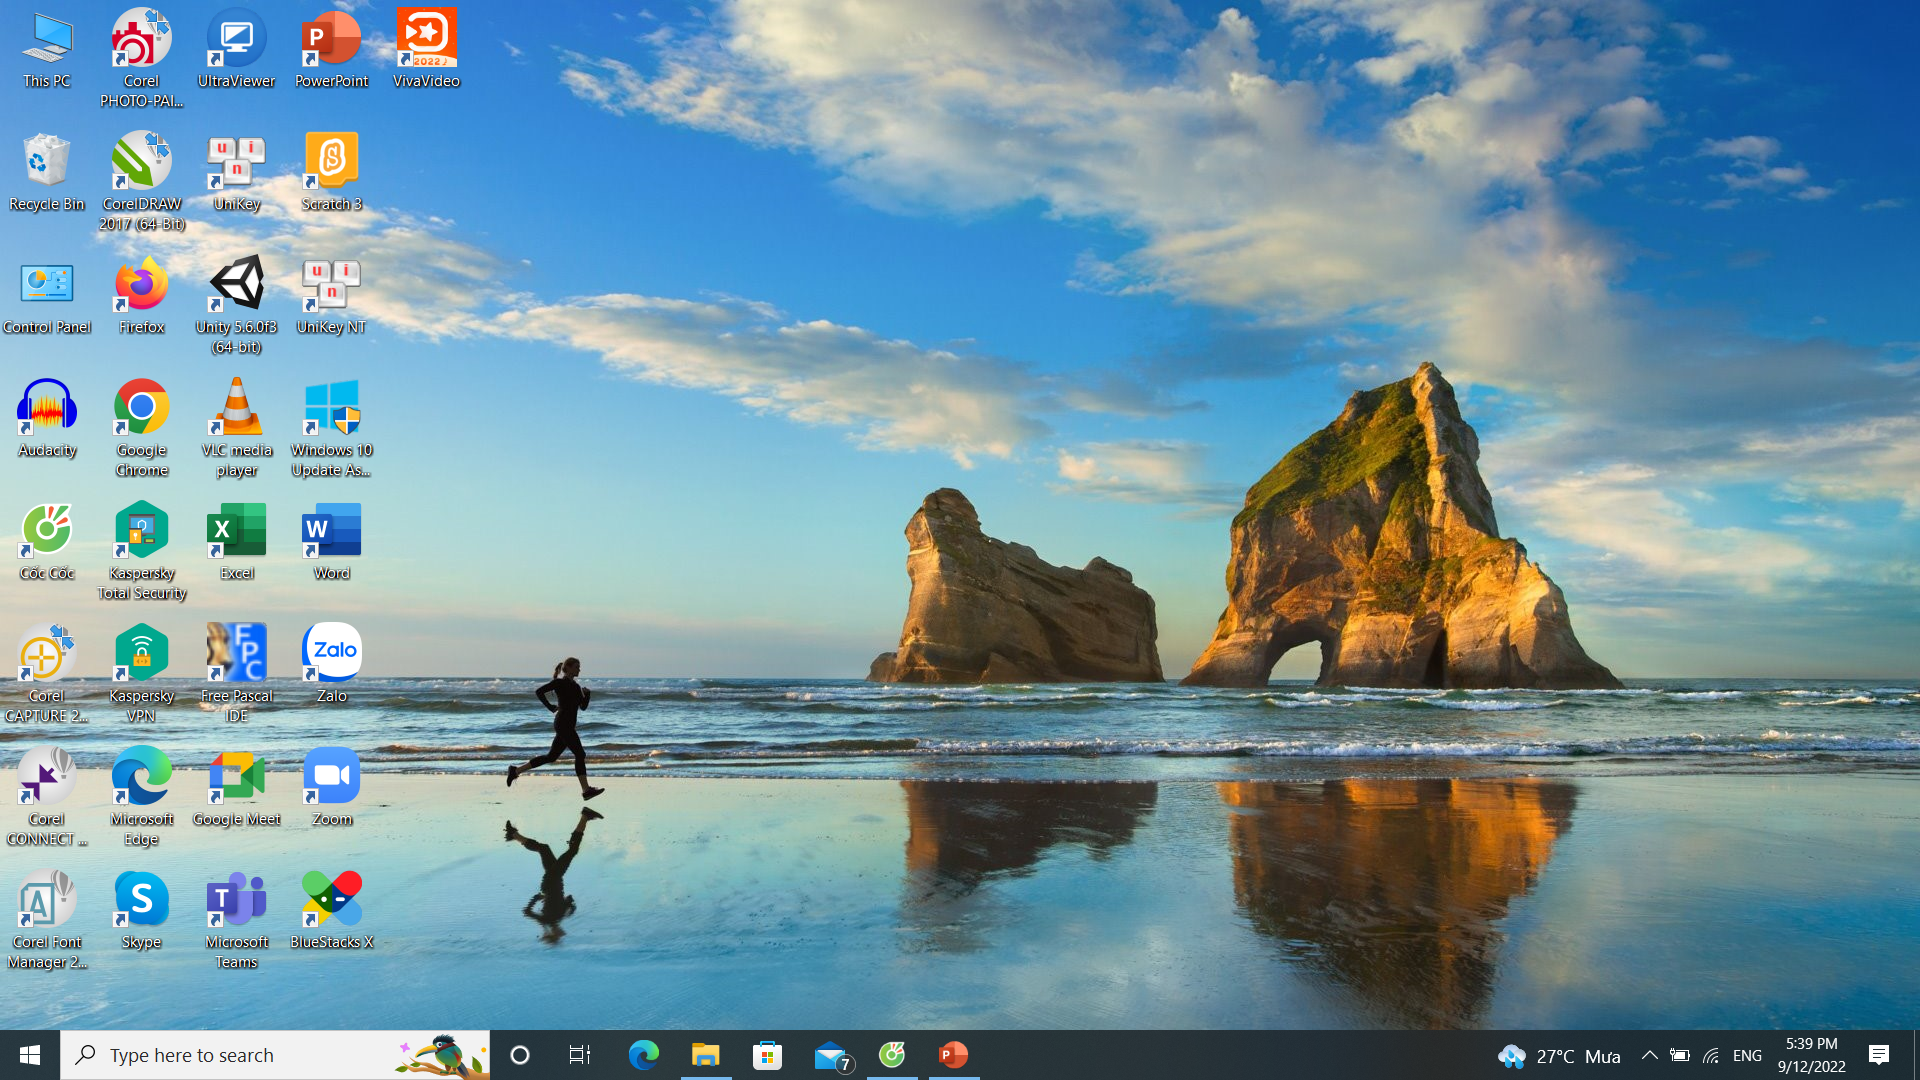 This PC
Corel
PHOTO-PAI...
UltraViewer
PowerPoint
2022
VivaVideo
Recycle Bin
CorelDRAW
2017 (64-Bit)
u i n
UniKey
Scratch 3
Control Panel
Firefox
Unity 5.6.0f3
(64-bit)
u i n
UniKey NT
Audacity
Google
Chrome
VLC media
player
Windows 10
Update As...
Cốc Cốc
Kaspersky
Total Security
Excel
Word
Corel
CAPTURE 2...
Kaspersky
VPN
FPC
Free Pascal
IDE
Zalo
Zalo
Corel
CONNECT ...
Microsoft
Edge
Google Meet
Zoom
Corel Font
Manager 2...
Skype
Microsoft
Teams
BlueStacks X
Type here to search
7
27°C Mưa
ENG
5:39 PM
9/12/2022